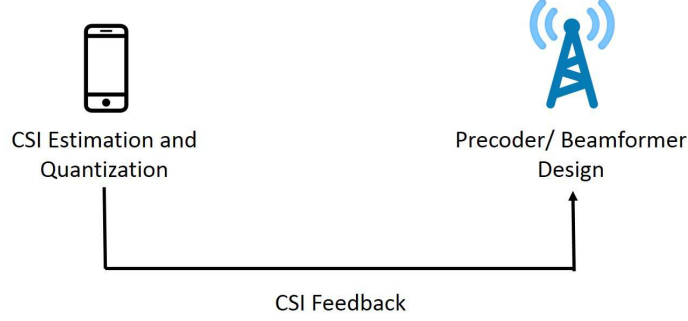 CSI Estimation and
Quantization
Precoder/ Beamformer
Design
CSI Feedback